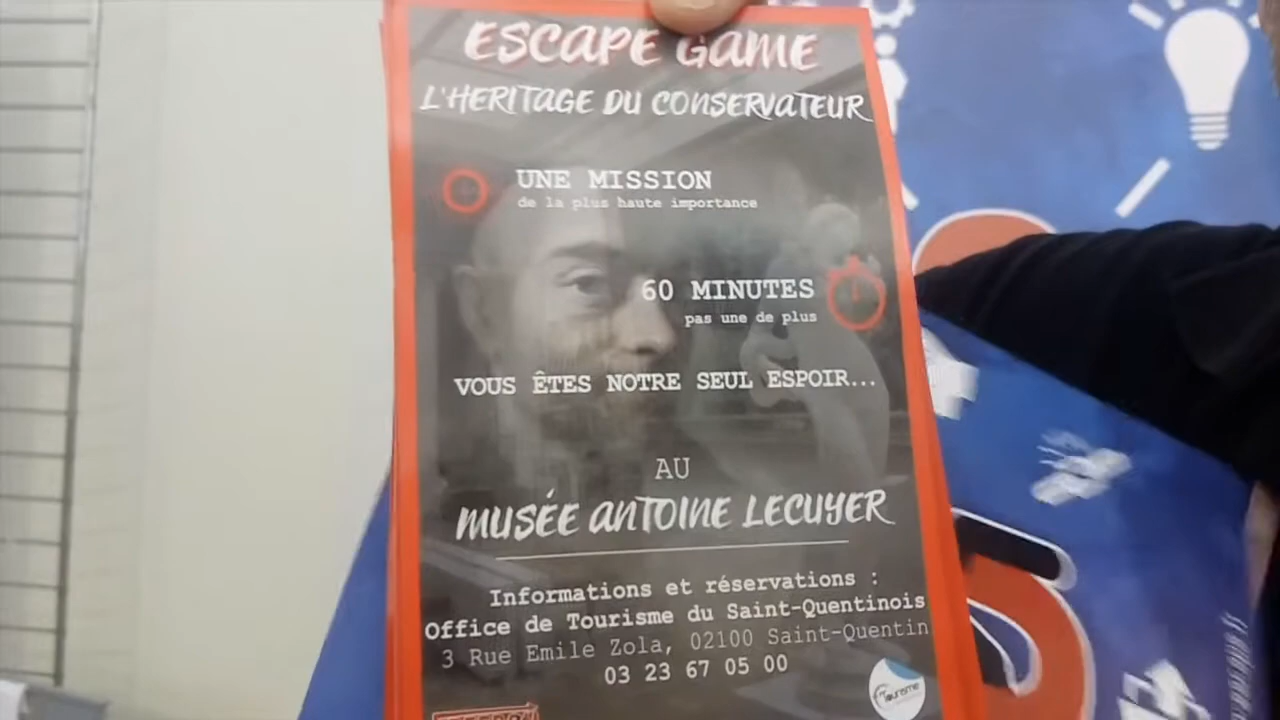 ESCAPE GAME
L'HERITAGE DU CONSERVATEUR
UNE MISSION
de la plus haute importance
60 MINUTES
pas une de plus
VOUS ÊTES NOTRE SEUL ESPOIR...
AU
MUSÉE ANTOINE LECUYER
Informations et réservations :
Office de Tourisme du Saint-Quentinois
3 Rue Emile Zola, 02100 Saint-Quentin
03 23 67 05 00
Tourisme